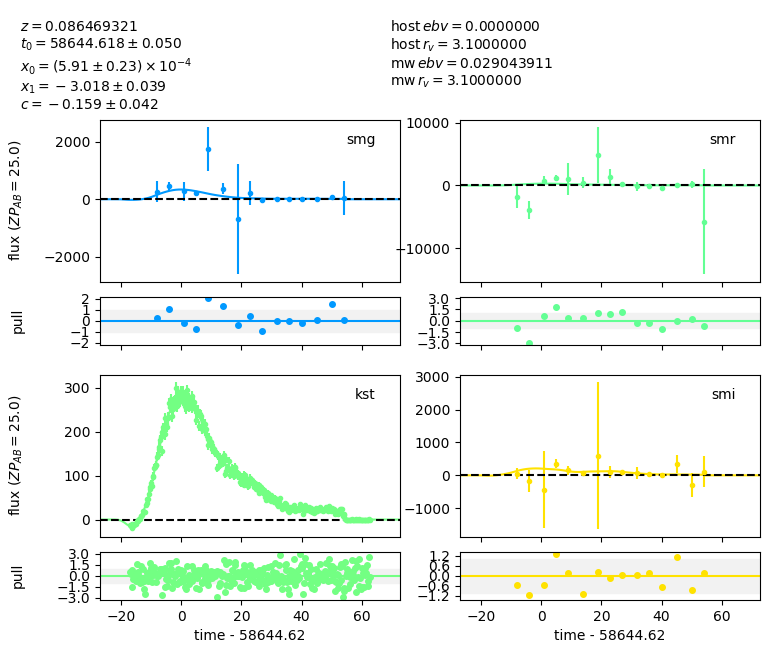 z = 0.086469321
t₀ = 58644.618 ± 0.050
x₀ = (5.91 ± 0.23) × 10⁻⁴
x₁ = −3.018 ± 0.039
c = −0.159 ± 0.042
host ebv = 0.0000000
host r_v = 3.1000000
mw ebv = 0.029043911
mw r_v = 3.1000000
flux (ZP_AB = 25.0)
2000
0
−2000
smg
10000
0
−10000
smr
pull
2
1
0
−1
−2
3.0
1.5
0.0
−1.5
−3.0
flux (ZP_AB = 25.0)
300
200
100
0
kst
3000
2000
1000
0
−1000
smi
pull
3.0
1.5
0.0
−1.5
−3.0
1.2
0.6
0.0
−0.6
−1.2
−20 0 20 40 60
−20 0 20 40 60
time - 58644.62
time - 58644.62